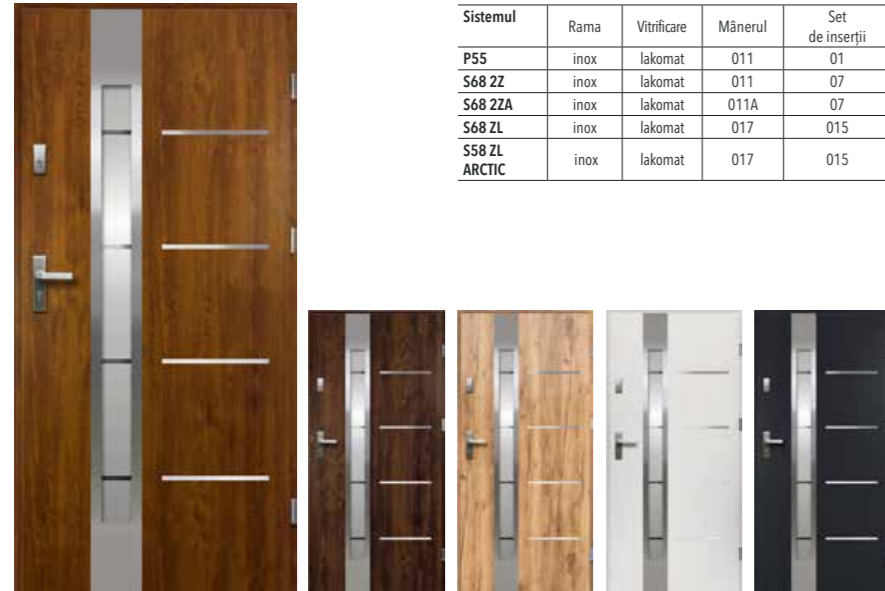 Sistemul Rama Vitrificare Mânerul Set
de inserții
P55 inox lakomat 011 01
S68 2Z inox lakomat 011 07
S68 2ZA inox lakomat 011A 07
S68 ZL inox lakomat 017 015
S58 ZL
ARCTIC inox lakomat 017 015